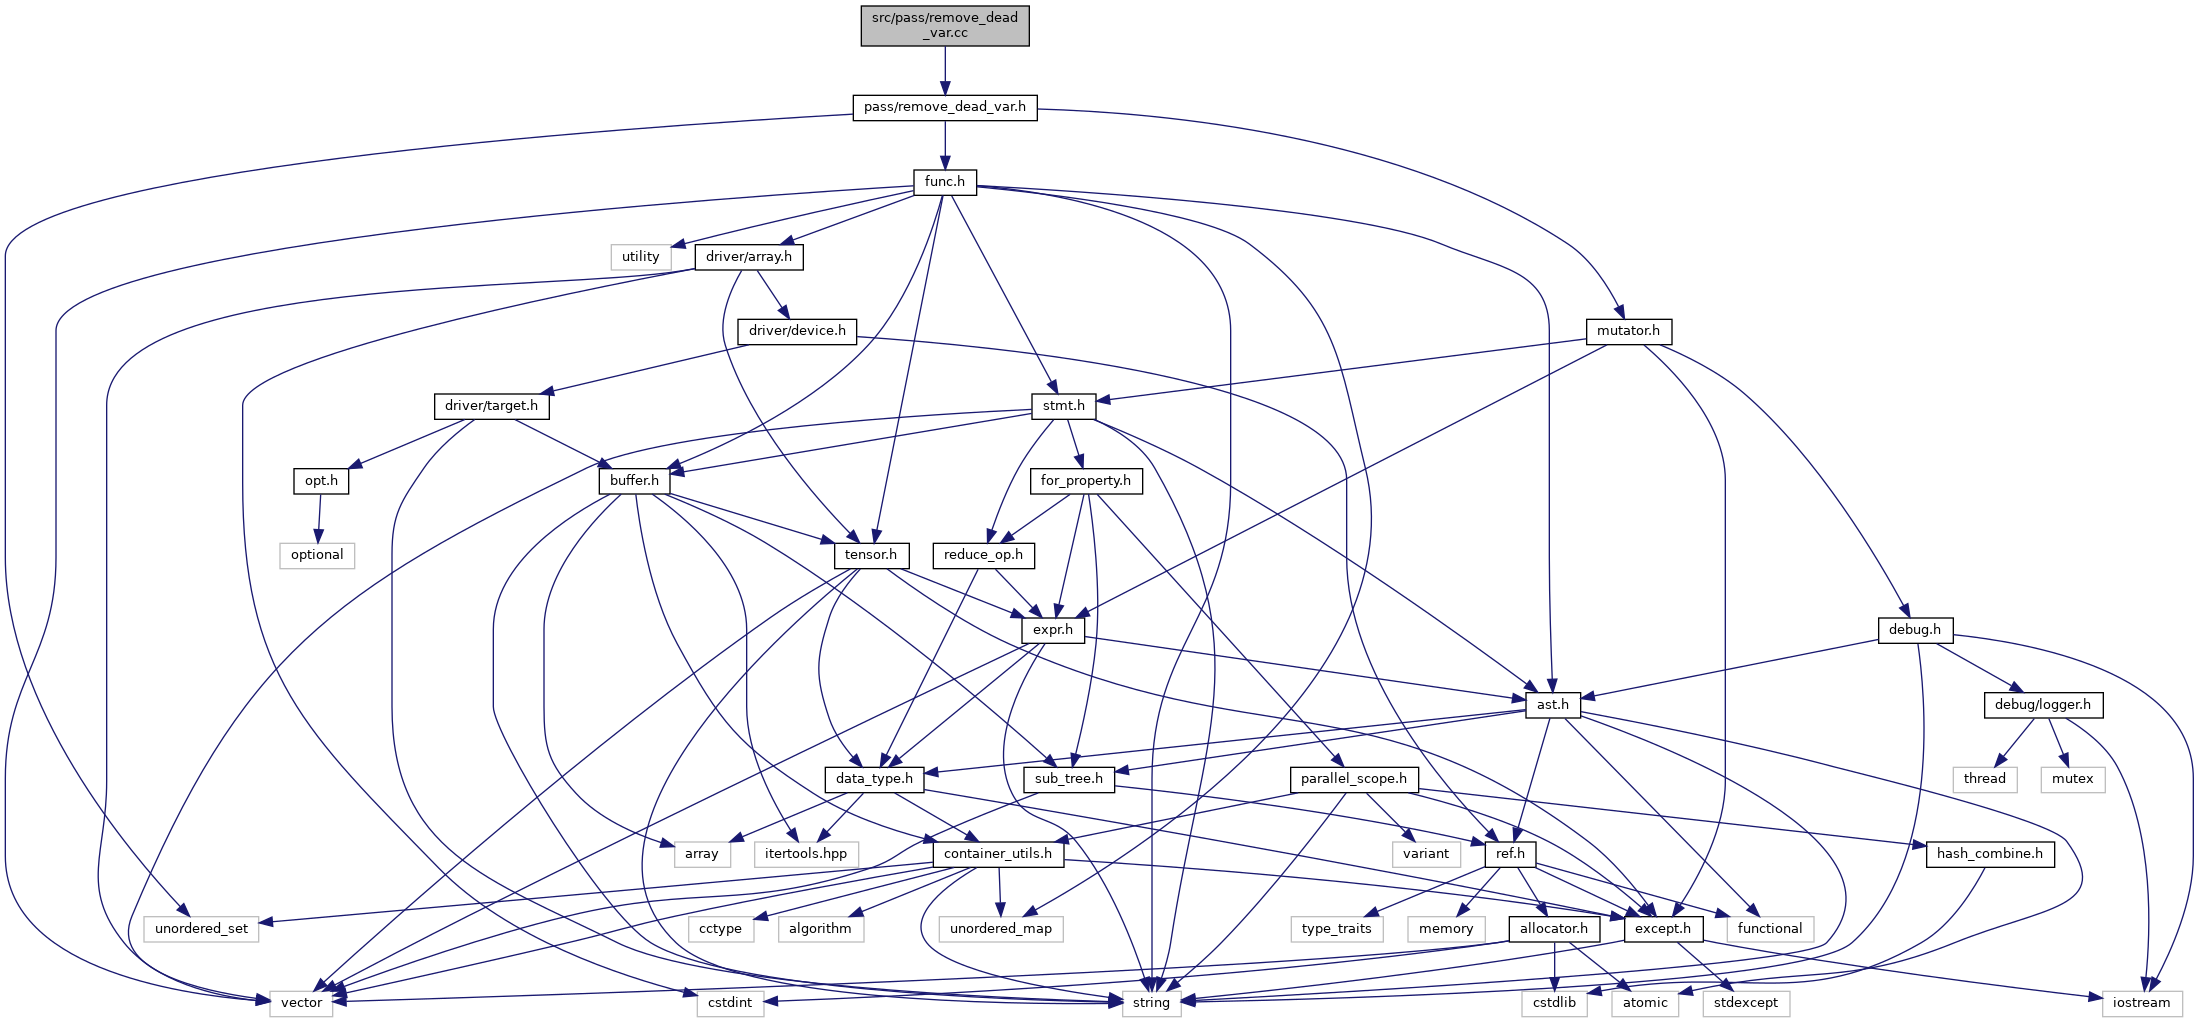 src/pass/remove_dead
_var.cc
pass/remove_dead_var.h
func.h
utility
driver/array.h
driver/device.h
mutator.h
driver/target.h
stmt.h
opt.h
buffer.h
for_property.h
optional
tensor.h
reduce_op.h
expr.h
debug.h
ast.h
debug/logger.h
data_type.h
sub_tree.h
parallel_scope.h
thread
mutex
array
itertools.hpp
container_utils.h
variant
ref.h
hash_combine.h
unordered_set
cctype
algorithm
unordered_map
type_traits
memory
allocator.h
except.h
functional
vector
cstdint
string
cstdlib
atomic
stdexcept
iostream